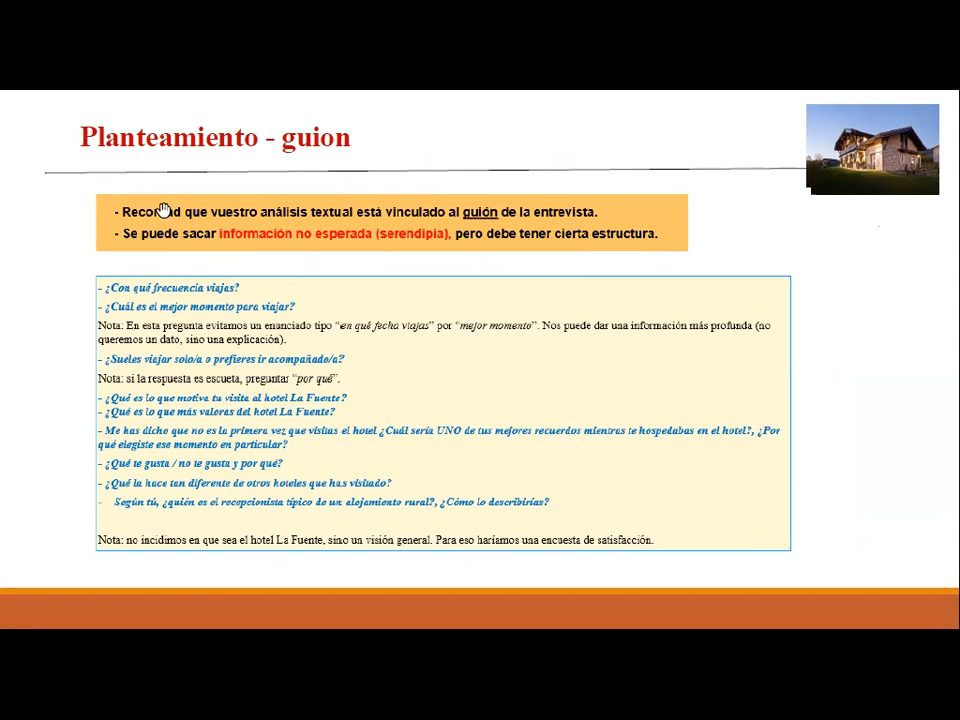 Planteamiento - guion
- Recordad que vuestro análisis textual está vinculado al guión de la entrevista.
- Se puede sacar información no esperada (serendipia), pero debe tener cierta estructura.
- ¿Con qué frecuencia viajas?
- ¿Cuál es el mejor momento para viajar?
Nota: En esta pregunta evitamos un enunciado tipo “en qué fecha viajas” por “mejor momento”. Nos puede dar una información más profunda (no
queremos un dato, sino una explicación).
- ¿Sueles viajar solo/a o prefieres ir acompañado/a?
Nota: si la respuesta es escueta, preguntar “por qué”.
- ¿Qué es lo que motiva tu visita al hotel La Fuente?
- ¿Qué es lo que más valoras del hotel La Fuente?
- Me has dicho que no es la primera vez que visitas el hotel ¿Cuál sería UNO de tus mejores recuerdos mientras te hospedabas en el hotel?, ¿Por
qué elegiste ese momento en particular?
- ¿Qué te gusta / no te gusta y por qué?
- ¿Qué la hace tan diferente de otros hoteles que has visitado?
- Según tú, ¿quién es el recepcionista típico de un alojamiento rural?, ¿Cómo lo describirías?
Nota: no incidimos en que sea el hotel La Fuente, sino un visión general. Para eso haríamos una encuesta de satisfacción.